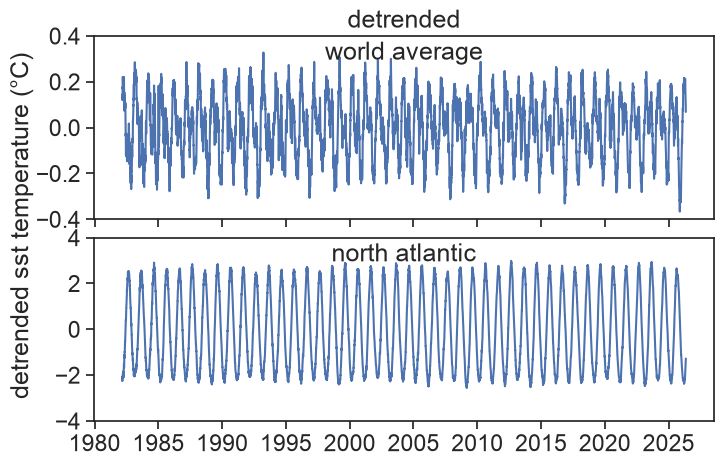 detrended
world average
0.4
0.2
0.0
−0.2
−0.4
detrended sst temperature (°C)
north atlantic
4
2
0
−2
−4
1980 1985 1990 1995 2000 2005 2010 2015 2020 2025